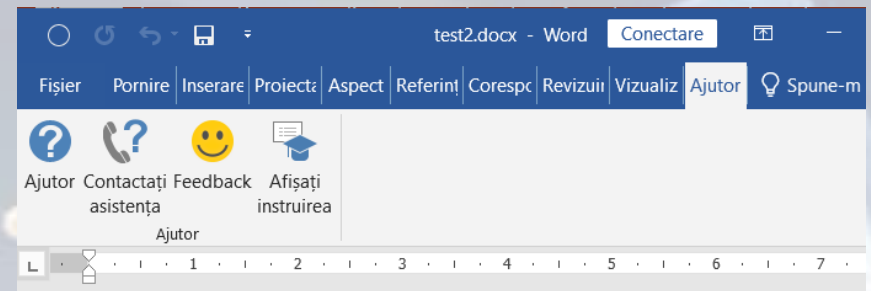 test2.docx - Word Conectare
Fișier Pornire Inserare Proiecta Aspect Referinț Corespo Revizuir Vizualiz Ajutor Spune-m
Ajutor Contactați asistența Feedback Afișați instruirea
Ajutor
L 1 2 3 4 5 6 7